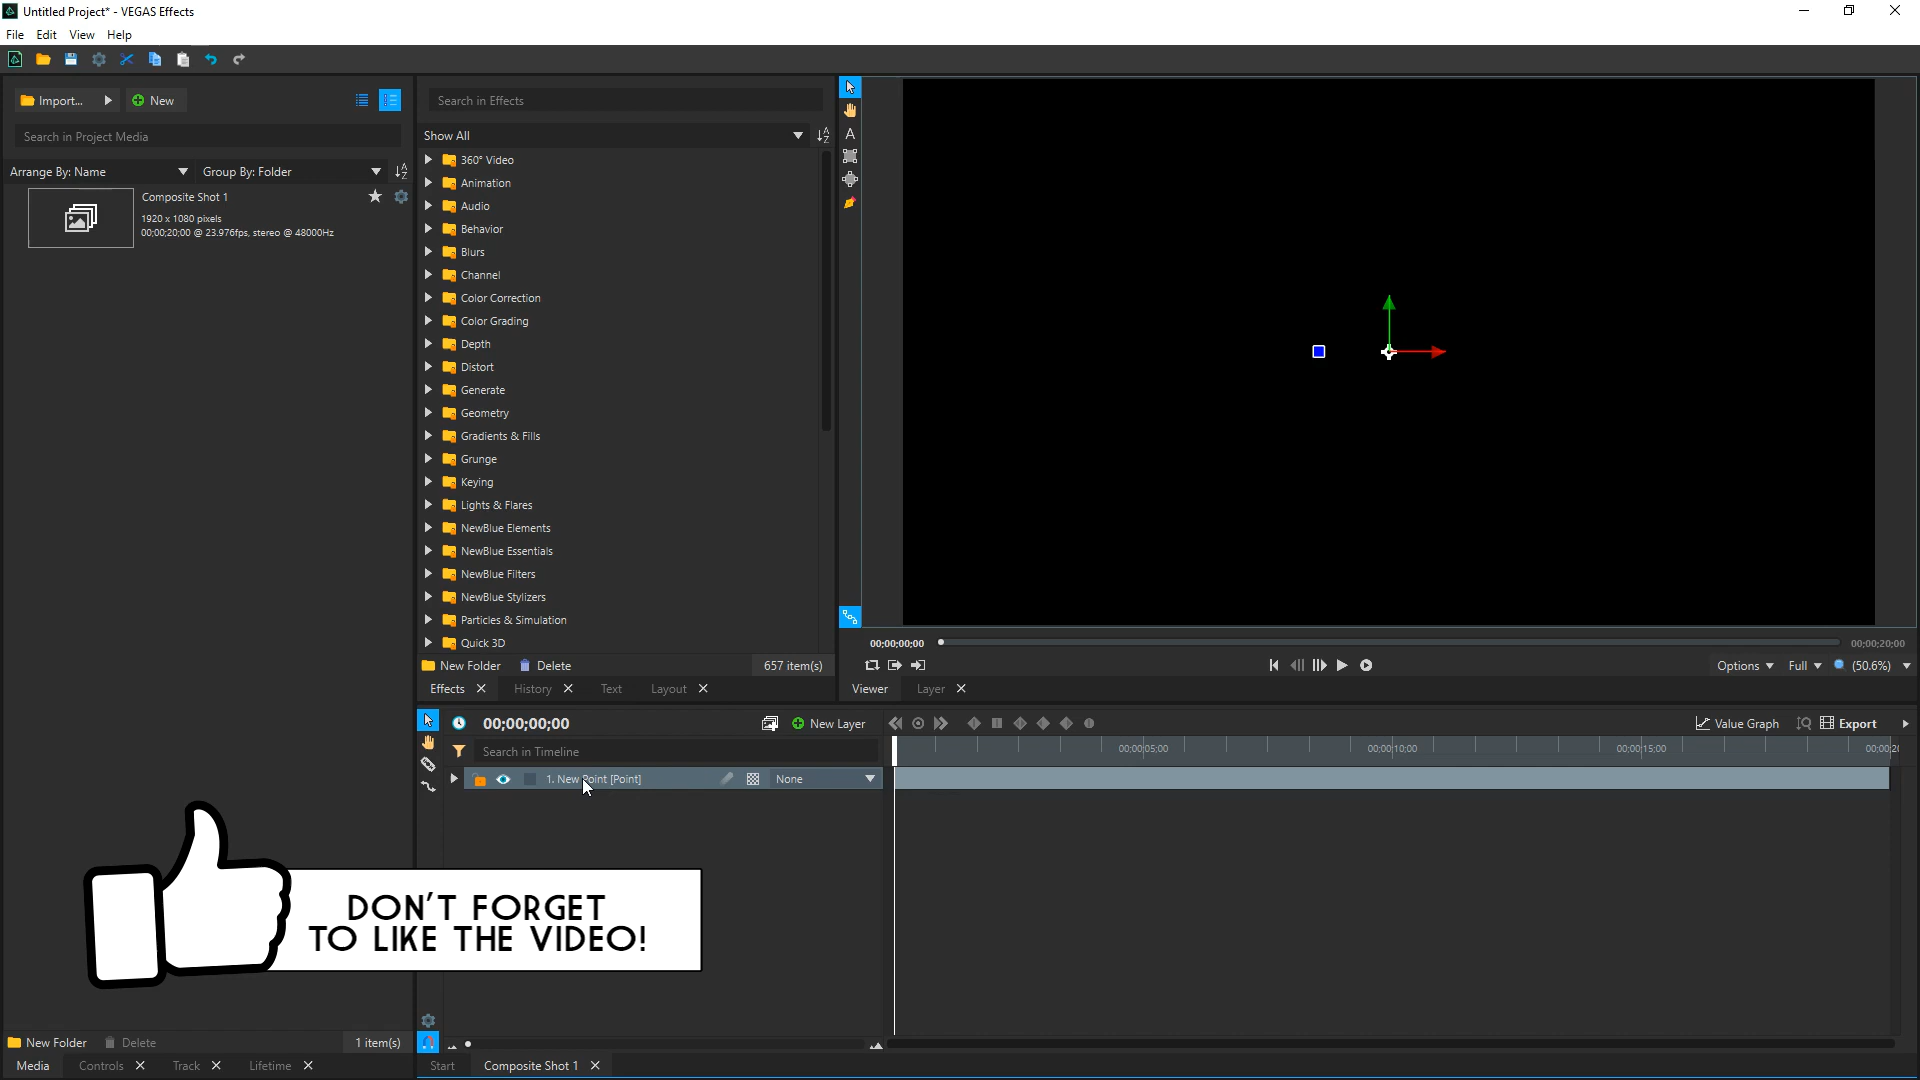 Untitled Project* - VEGAS Effects
File Edit View Help
Import... New
Search in Project Media
Arrange By: Name Group By: Folder
Composite Shot 1
1920 x 1080 pixels
00;00;20;00 @ 23.976fps, stereo @ 48000Hz
New Folder Delete 1 item(s)
Media Controls Track Lifetime
Search in Effects
Show All
360° Video
Animation
Audio
Behavior
Blurs
Channel
Color Correction
Color Grading
Depth
Distort
Generate
Geometry
Gradients & Fills
Grunge
Keying
Lights & Flares
NewBlue Elements
NewBlue Essentials
NewBlue Filters
NewBlue Stylizers
Particles & Simulation
Quick 3D
New Folder Delete 657 item(s)
Effects History Text Layout
A
00;00;00;00 00;00;20;00
Options Full (50.6%)
Viewer Layer
00;00;00;00 New Layer Value Graph Export
Search in Timeline 00;00;05;00 00;00;10;00 00;00;15;00 00;00;2
1. New Point [Point] None
DON'T FORGET
TO LIKE THE VIDEO!
Start Composite Shot 1